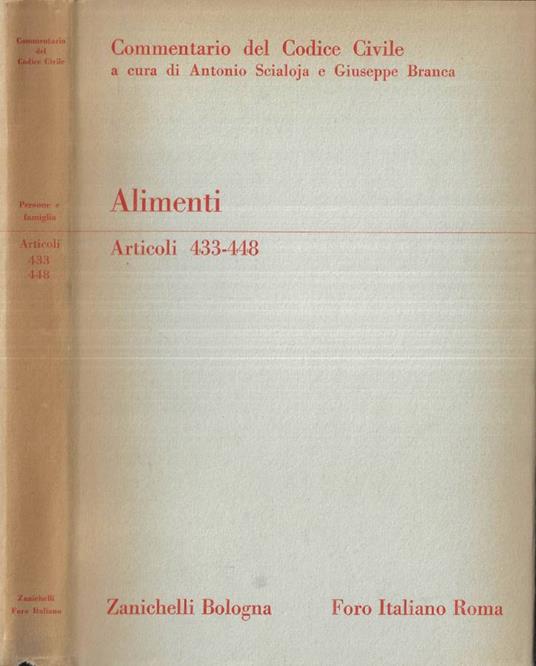 Commentario
del
Codice Civile
Persone e
famiglia
Articoli
433
448
Zanichelli
Foro Italiano
Commentario del Codice Civile
a cura di Antonio Scialoja e Giuseppe Branca
Alimenti
Articoli 433-448
Zanichelli Bologna Foro Italiano Roma